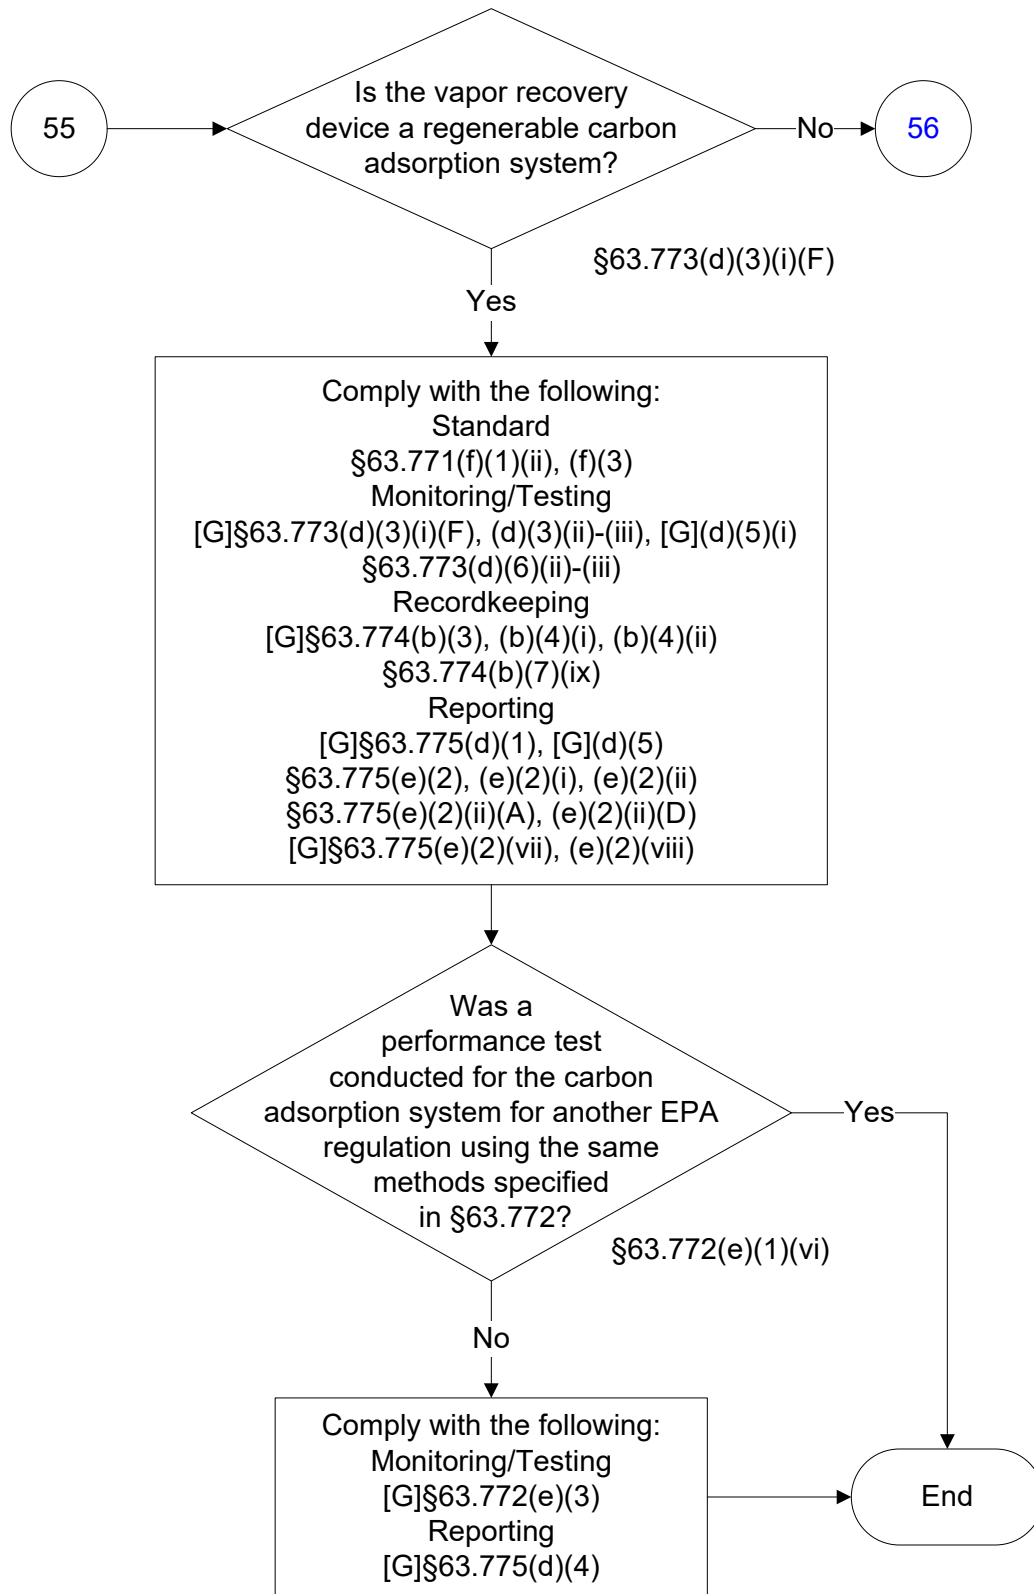 55
Is the vapor recovery
device a regenerable carbon
adsorption system?
No
56
§63.773(d)(3)(i)(F)
Yes
Comply with the following:
Standard
§63.771(f)(1)(ii), (f)(3)
Monitoring/Testing
[G]§63.773(d)(3)(i)(F), (d)(3)(ii)-(iii), [G](d)(5)(i)
§63.773(d)(6)(ii)-(iii)
Recordkeeping
[G]§63.774(b)(3), (b)(4)(i), (b)(4)(ii)
§63.774(b)(7)(ix)
Reporting
[G]§63.775(d)(1), [G](d)(5)
§63.775(e)(2), (e)(2)(i), (e)(2)(ii)
§63.775(e)(2)(ii)(A), (e)(2)(ii)(D)
[G]§63.775(e)(2)(vii), (e)(2)(viii)
Was a
performance test
conducted for the carbon
adsorption system for another EPA
regulation using the same
methods specified
in §63.772?
Yes
§63.772(e)(1)(vi)
No
Comply with the following:
Monitoring/Testing
[G]§63.772(e)(3)
Reporting
[G]§63.775(d)(4)
End